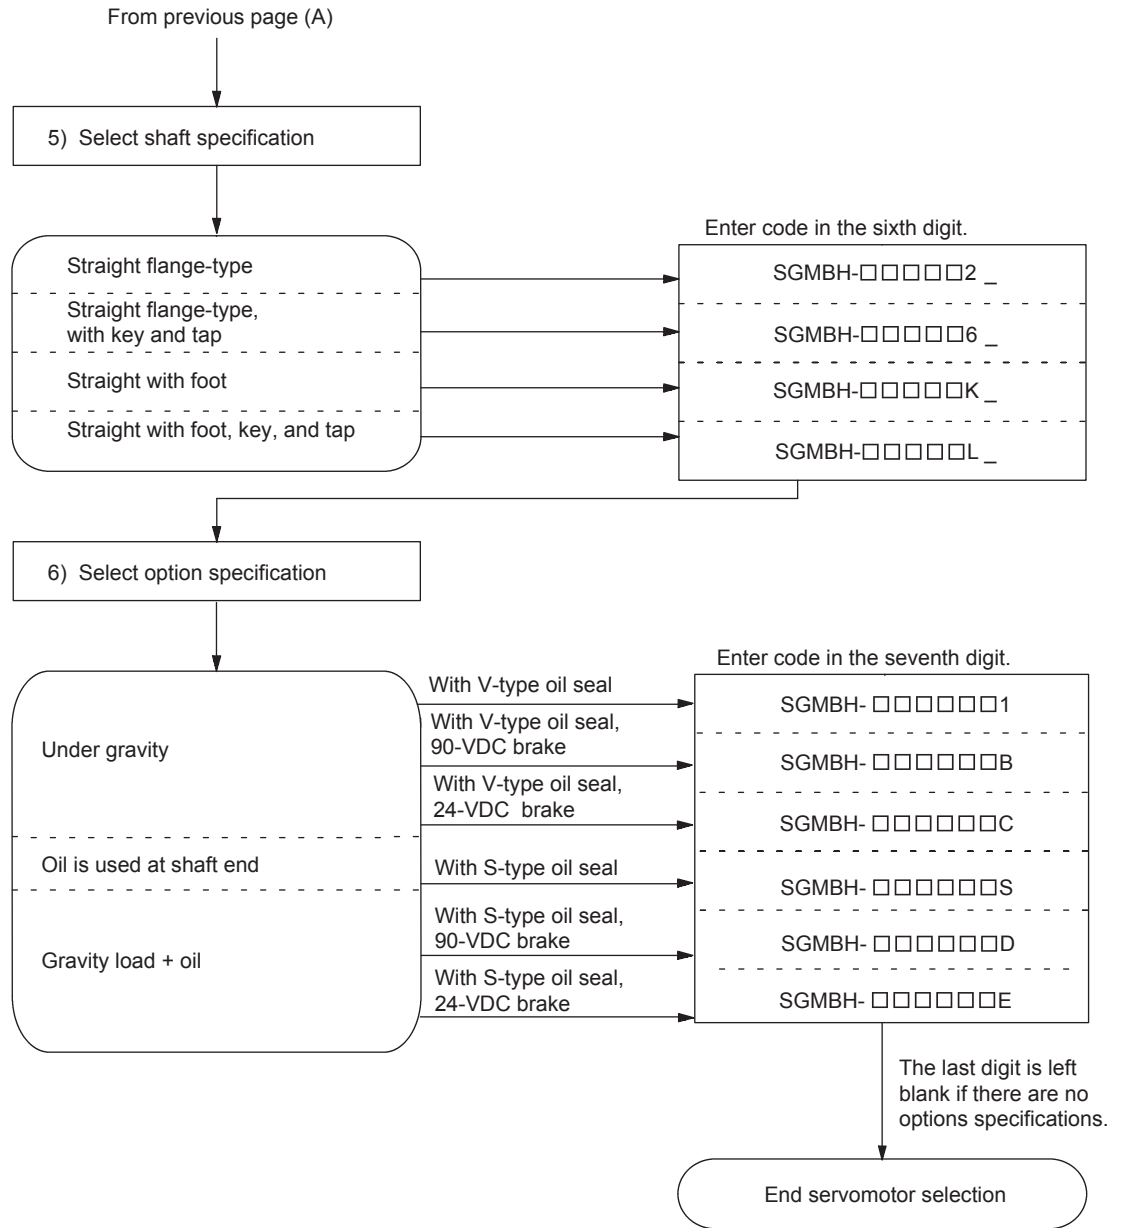 From previous page (A)
5) Select shaft specification
Enter code in the sixth digit.
Straight flange-type
SGMBH-□□□□□2 _
Straight flange-type,
with key and tap
SGMBH-□□□□□6 _
Straight with foot
SGMBH-□□□□□K _
Straight with foot, key, and tap
SGMBH-□□□□□L _
6) Select option specification
Enter code in the seventh digit.
Under gravity
With V-type oil seal
SGMBH- □□□□□□1
With V-type oil seal,
90-VDC brake
SGMBH- □□□□□□B
With V-type oil seal,
24-VDC brake
SGMBH- □□□□□□C
Oil is used at shaft end
With S-type oil seal
SGMBH- □□□□□□S
Gravity load + oil
With S-type oil seal,
90-VDC brake
SGMBH- □□□□□□D
With S-type oil seal,
24-VDC brake
SGMBH- □□□□□□E
The last digit is left
blank if there are no
options specifications.
End servomotor selection